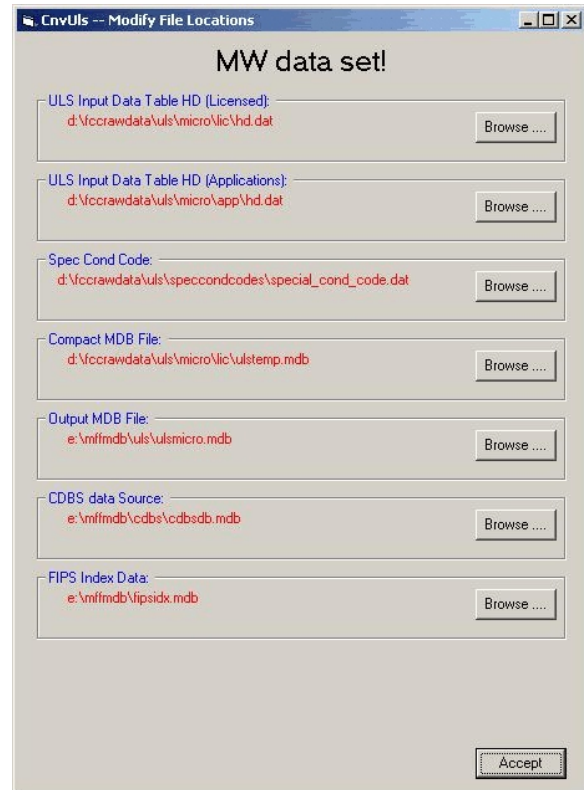 CnvUls -- Modify File Locations
MW data set!
ULS Input Data Table HD (Licensed):
d:\fccrawdata\uls\micro\lic\hd.dat
Browse ....
ULS Input Data Table HD (Applications):
d:\fccrawdata\uls\micro\app\hd.dat
Browse ....
Spec Cond Code:
d:\fccrawdata\uls\speccondcodes\special_cond_code.dat
Browse ....
Compact MDB File:
d:\fccrawdata\uls\micro\lic\ulstemp.mdb
Browse ....
Output MDB File:
e:\mffmdb\uls\ulsmicro.mdb
Browse ....
CDBS data Source:
e:\mffmdb\cdbs\cdbsdb.mdb
Browse ....
FIPS Index Data:
e:\mffmdb\fipsidx.mdb
Browse ....
Accept